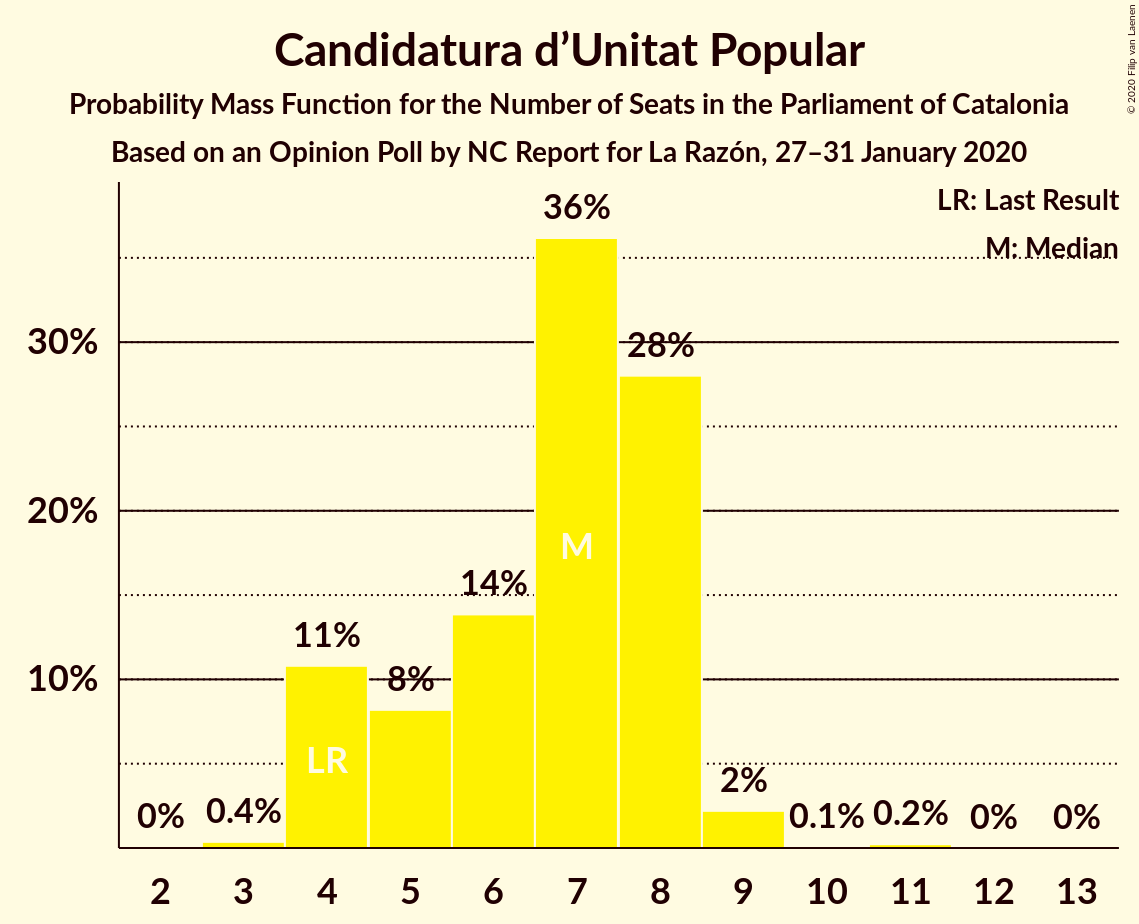 Candidatura d’Unitat Popular
Probability Mass Function for the Number of Seats in the Parliament of Catalonia
Based on an Opinion Poll by NC Report for La Razón, 27–31 January 2020
© 2020 Filip van Laenen
LR: Last Result
M: Median
30%
20%
10%
0%
0.4%
11%
8%
14%
36%
28%
2%
0.1%
0.2%
0%
0%
LR
M
2 3 4 5 6 7 8 9 10 11 12 13